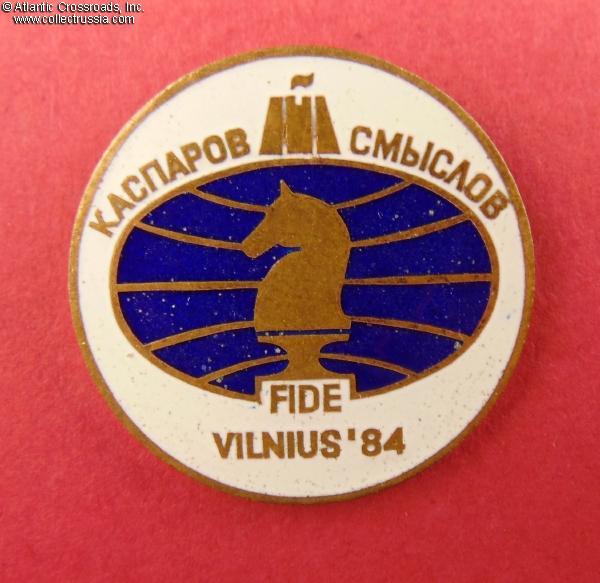 © Atlantic Crossroads, Inc.
www.collectrussia.com
КАСПАРОВ СМЫСЛОВ
FIDE
VILNIUS '84